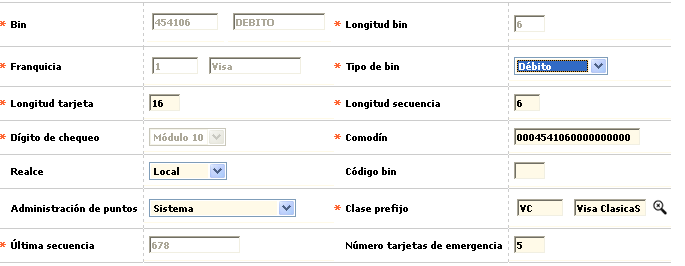 * Bin 454106 DEBITO * Longitud bin 6
* Franquicia 1 Visa * Tipo de bin Débito
* Longitud tarjeta 16 * Longitud secuencia 6
* Dígito de chequeo Módulo 10 * Comodín 0004541060000000000
Realce Local Código bin
Administración de puntos Sistema * Clase prefijo VC Visa ClasicaS
* Última secuencia 678 Número tarjetas de emergencia 5